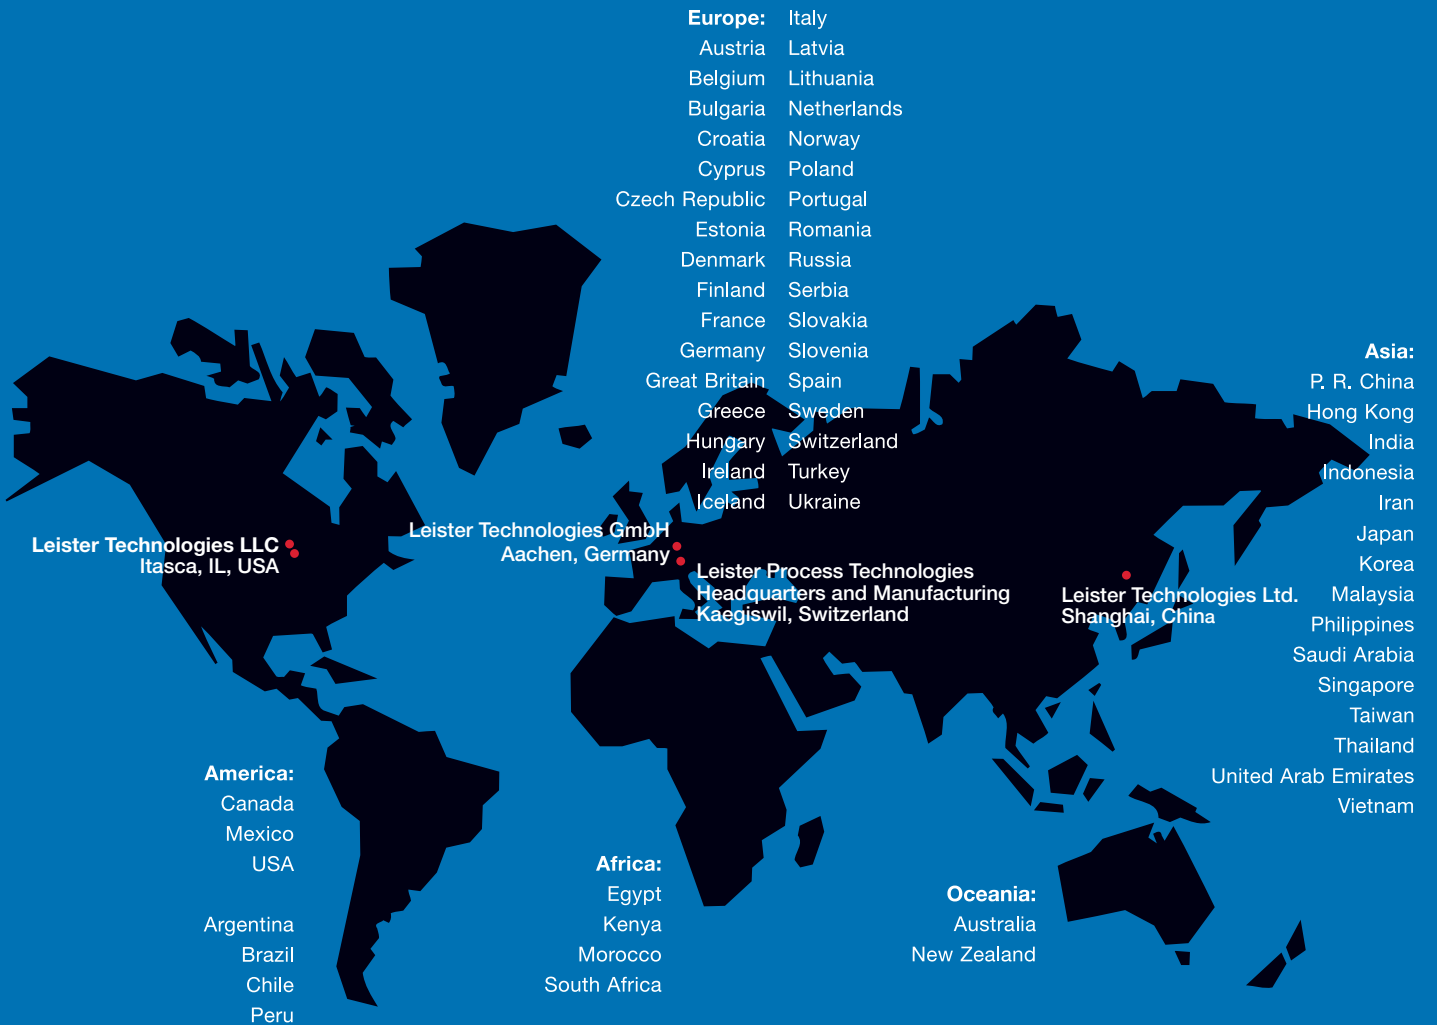 Europe:
Austria
Belgium
Bulgaria
Croatia
Cyprus
Czech Republic
Estonia
Denmark
Finland
France
Germany
Great Britain
Greece
Hungary
Ireland
Iceland
Italy
Latvia
Lithuania
Netherlands
Norway
Poland
Portugal
Romania
Russia
Serbia
Slovakia
Slovenia
Spain
Sweden
Switzerland
Turkey
Ukraine
Asia:
P. R. China
Hong Kong
India
Indonesia
Iran
Japan
Korea
Malaysia
Philippines
Saudi Arabia
Singapore
Taiwan
Thailand
United Arab Emirates
Vietnam
Leister Technologies LLC
Itasca, IL, USA
Leister Technologies GmbH
Aachen, Germany
Leister Process Technologies
Headquarters and Manufacturing
Kaegiswil, Switzerland
Leister Technologies Ltd.
Shanghai, China
America:
Canada
Mexico
USA
Argentina
Brazil
Chile
Peru
Africa:
Egypt
Kenya
Morocco
South Africa
Oceania:
Australia
New Zealand